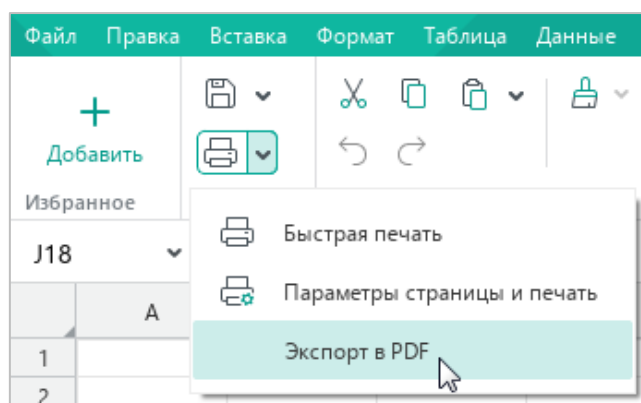 Файл Правка Вставка Формат Таблица Данные
Добавить
Избранное
Быстрая печать
J18
Параметры страницы и печать
A
Экспорт в PDF
1
2